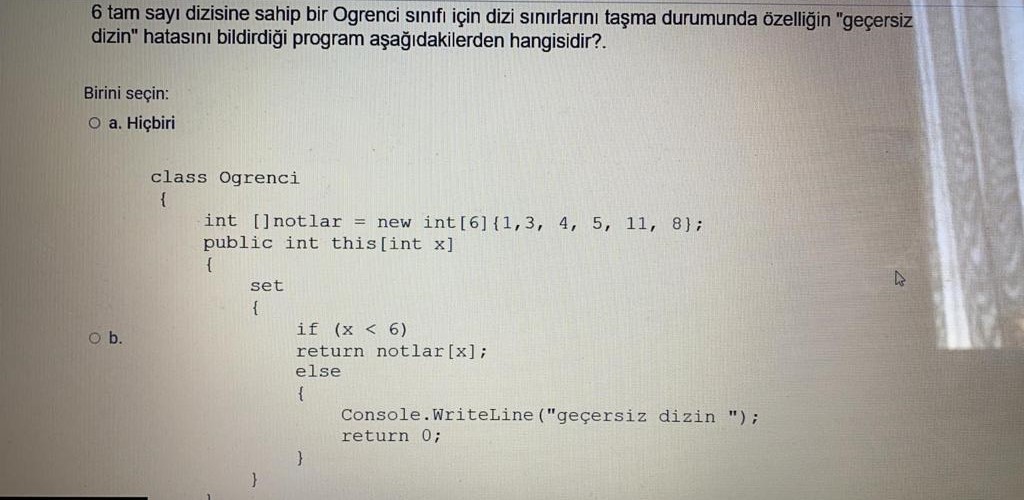 6 tam sayı dizisine sahip bir Ogrenci sınıfı için dizi sınırlarını taşma durumunda özelliğin "geçersiz
dizin" hatasını bildirdiği program aşağıdakilerden hangisidir?.
Birini seçin:
a. Hiçbiri
class Ogrenci
{
int []notlar = new int[6]{1,3, 4, 5, 11, 8};
public int this[int x]
{
set
{
if (x < 6)
b.
return notlar[x];
else
{
Console.WriteLine("geçersiz dizin ");
return 0;
}
}
}